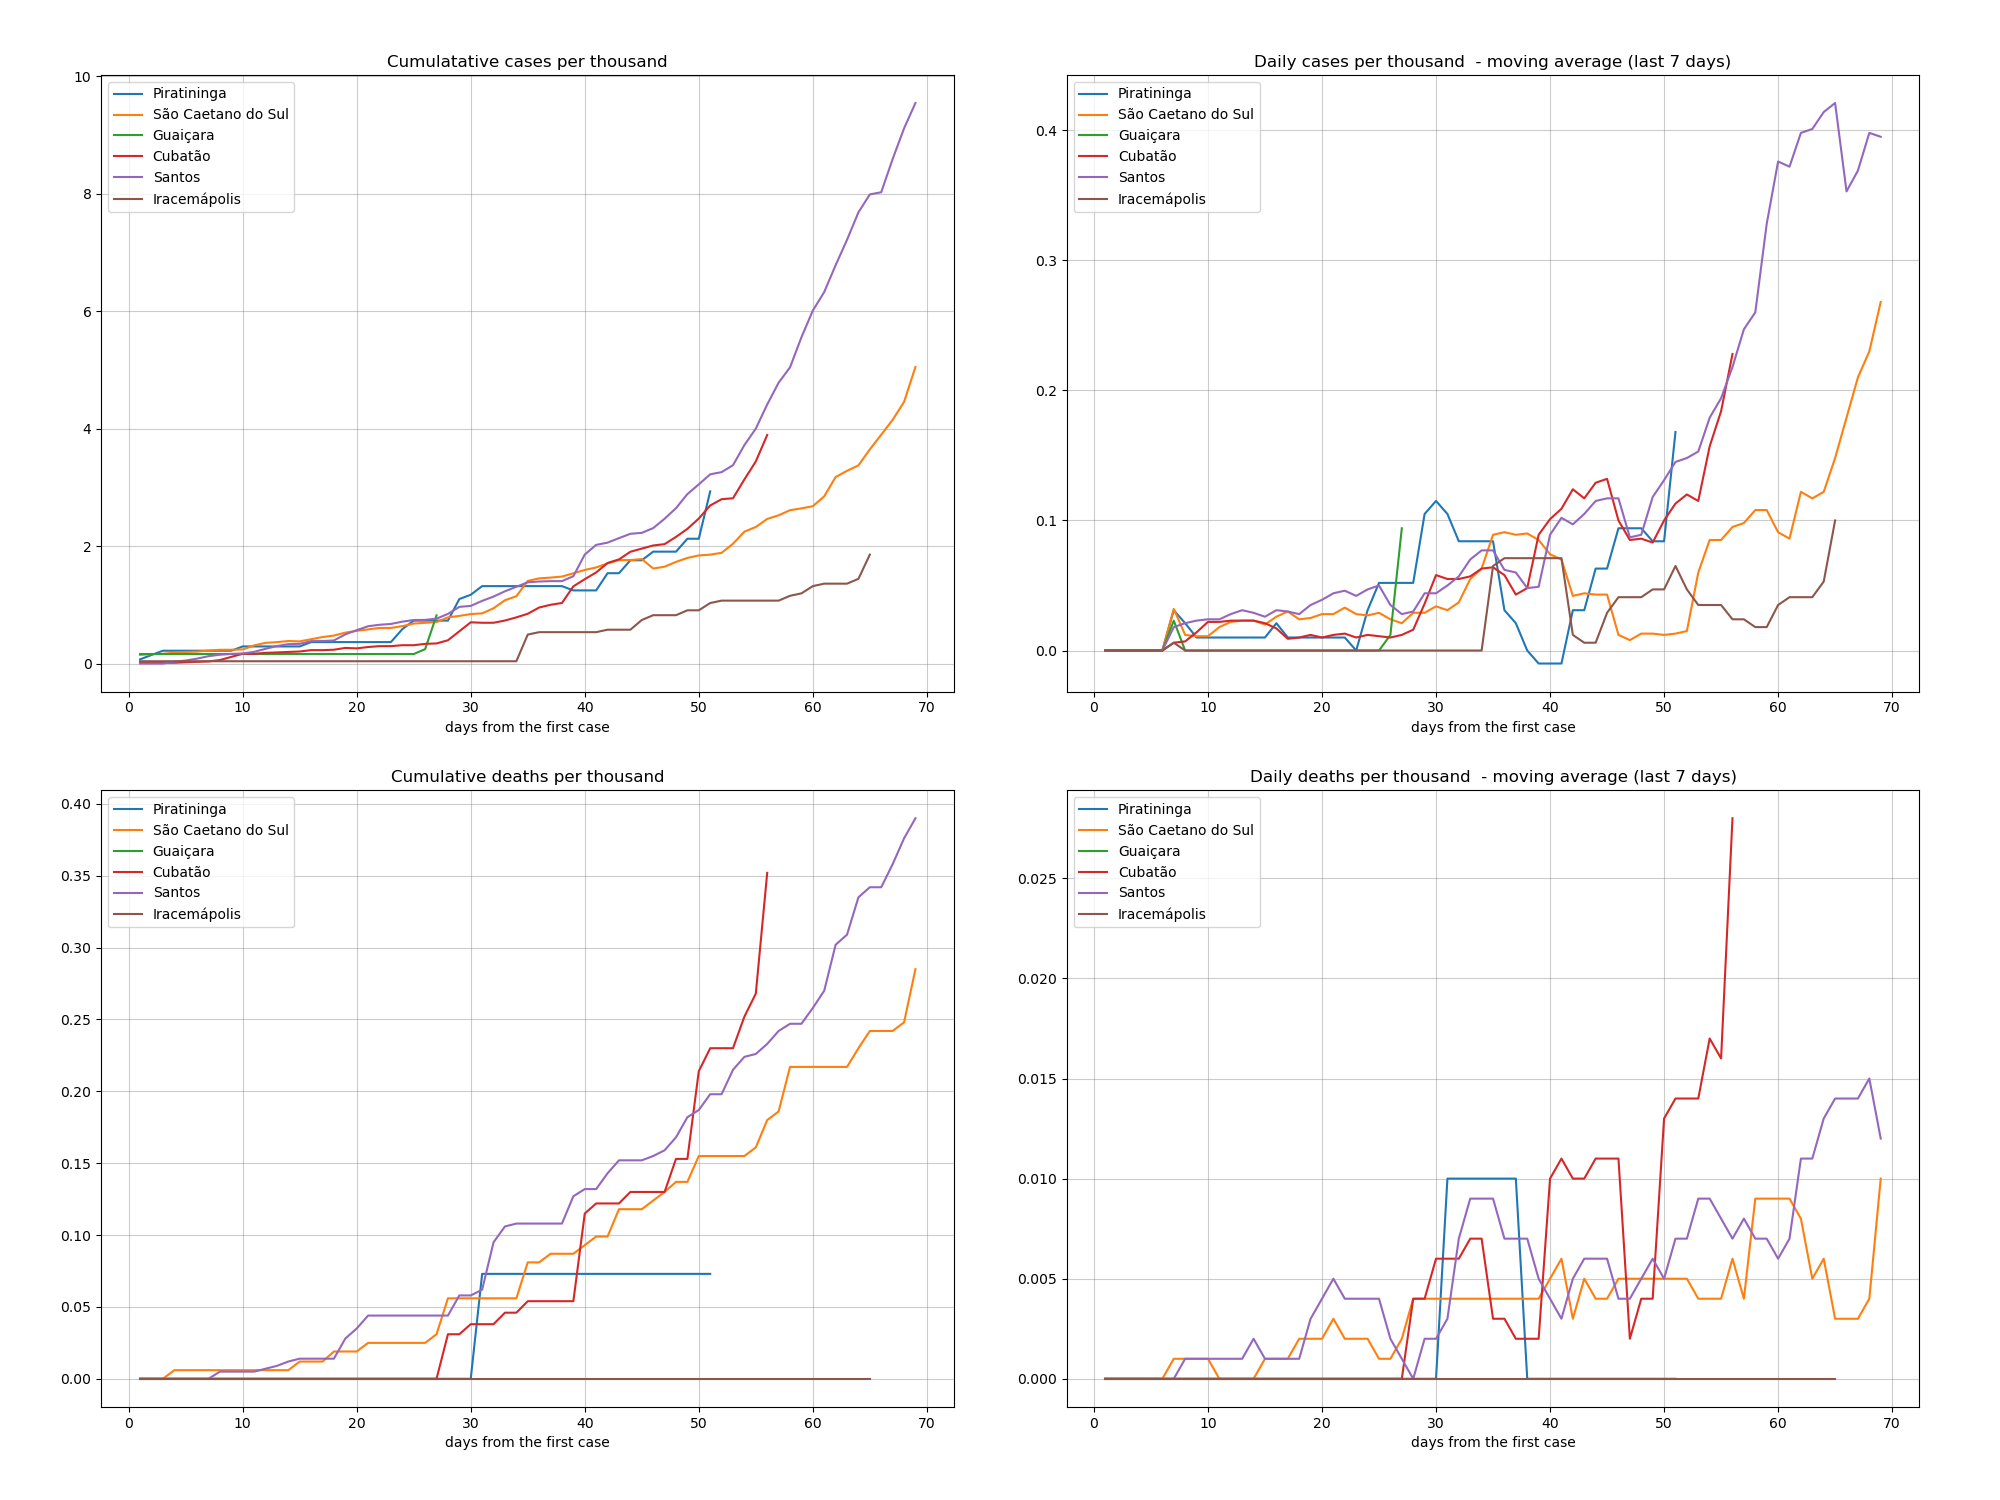 Cumulatative cases per thousand
10
8
6
4
2
0
Piratininga
São Caetano do Sul
Guaiçara
Cubatão
Santos
Iracemápolis
0 10 20 30 40 50 60 70
days from the first case
Daily cases per thousand - moving average (last 7 days)
0.4
0.3
0.2
0.1
0.0
Piratininga
São Caetano do Sul
Guaiçara
Cubatão
Santos
Iracemápolis
0 10 20 30 40 50 60 70
days from the first case
Cumulative deaths per thousand
0.40
0.35
0.30
0.25
0.20
0.15
0.10
0.05
0.00
Piratininga
São Caetano do Sul
Guaiçara
Cubatão
Santos
Iracemápolis
0 10 20 30 40 50 60 70
days from the first case
Daily deaths per thousand - moving average (last 7 days)
0.025
0.020
0.015
0.010
0.005
0.000
Piratininga
São Caetano do Sul
Guaiçara
Cubatão
Santos
Iracemápolis
0 10 20 30 40 50 60 70
days from the first case